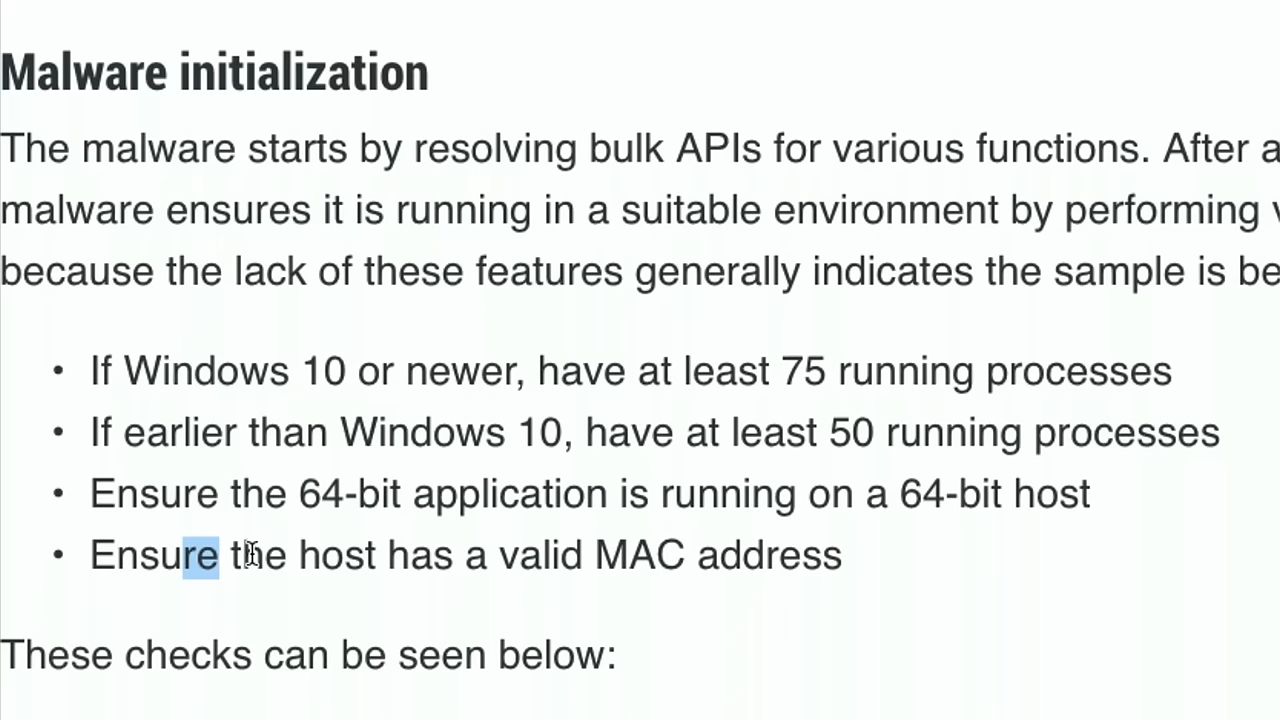 Malware initialization
The malware starts by resolving bulk APIs for various functions. After a
malware ensures it is running in a suitable environment by performing
because the lack of these features generally indicates the sample is be
• If Windows 10 or newer, have at least 75 running processes
• If earlier than Windows 10, have at least 50 running processes
• Ensure the 64-bit application is running on a 64-bit host
• Ensure the host has a valid MAC address
These checks can be seen below: